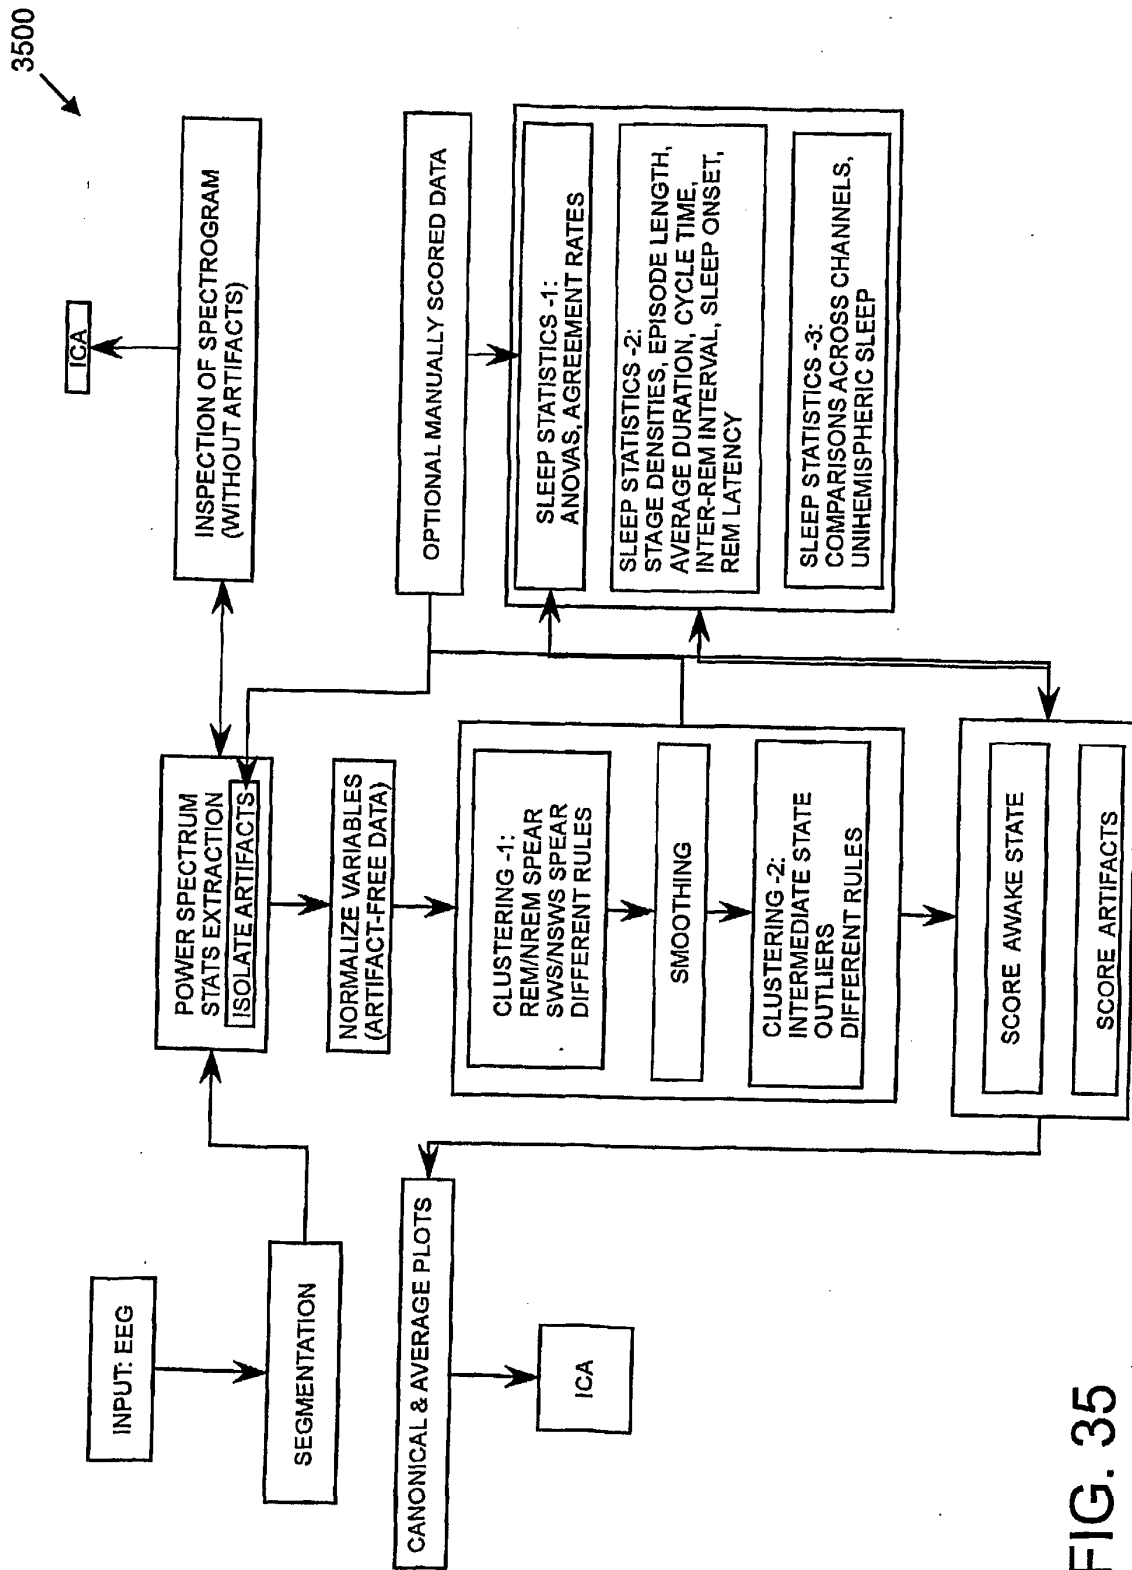 3500
INPUT: EEG
SEGMENTATION
CANONICAL & AVERAGE PLOTS
ICA
POWER SPECTRUM
STATS EXTRACTION
ISOLATE ARTIFACTS
NORMALIZE VARIABLES
(ARTIFACT-FREE DATA)
CLUSTERING -1:
REM/NREM SPEAR
SWS/NSWS SPEAR
DIFFERENT RULES
SMOOTHING
CLUSTERING -2:
INTERMEDIATE STATE
OUTLIERS
DIFFERENT RULES
SCORE AWAKE STATE
SCORE ARTIFACTS
ICA
INSPECTION OF SPECTROGRAM
(WITHOUT ARTIFACTS)
OPTIONAL MANUALLY SCORED DATA
SLEEP STATISTICS -1:
ANOVAS, AGREEMENT RATES
SLEEP STATISTICS -2:
STAGE DENSITIES, EPISODE LENGTH,
AVERAGE DURATION, CYCLE TIME,
INTER-REM INTERVAL, SLEEP ONSET,
REM LATENCY
SLEEP STATISTICS -3:
COMPARISONS ACROSS CHANNELS,
UNIHEMISPHERIC SLEEP
FIG. 35